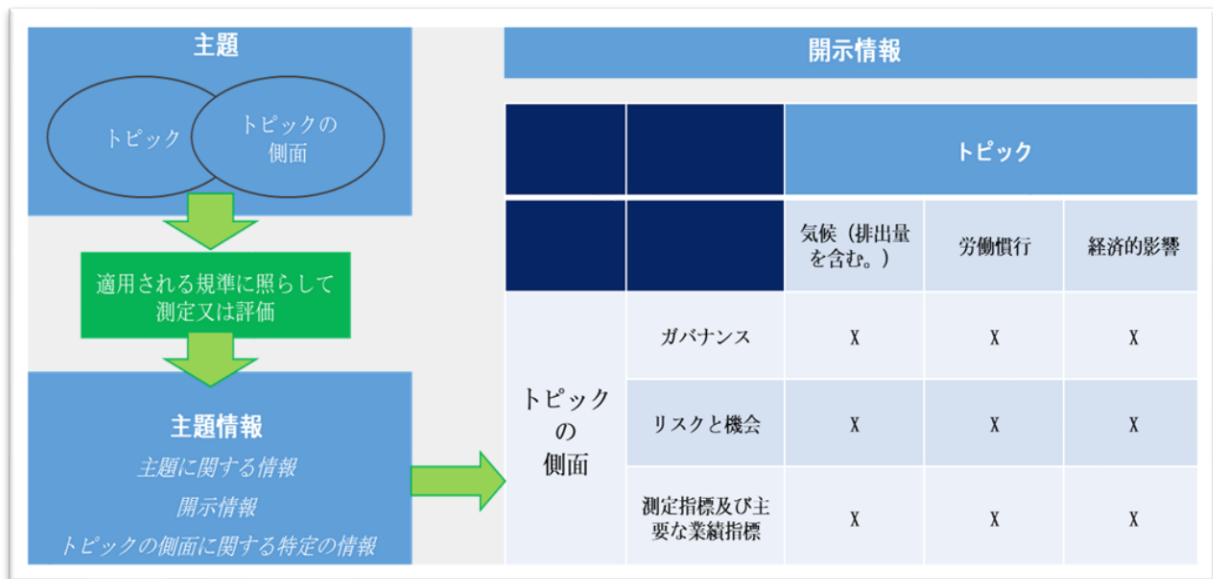 主題
トピック
トピックの
側面
適用される規準に照らして
測定又は評価
主題情報
主題に関する情報
開示情報
トピックの側面に関する特定の情報
開示情報
トピック
気候（排出量
を含む。）
労働慣行
経済的影響
トピック
の
側面
ガバナンス
X
X
X
リスクと機会
X
X
X
測定指標及び主
要な業績指標
X
X
X